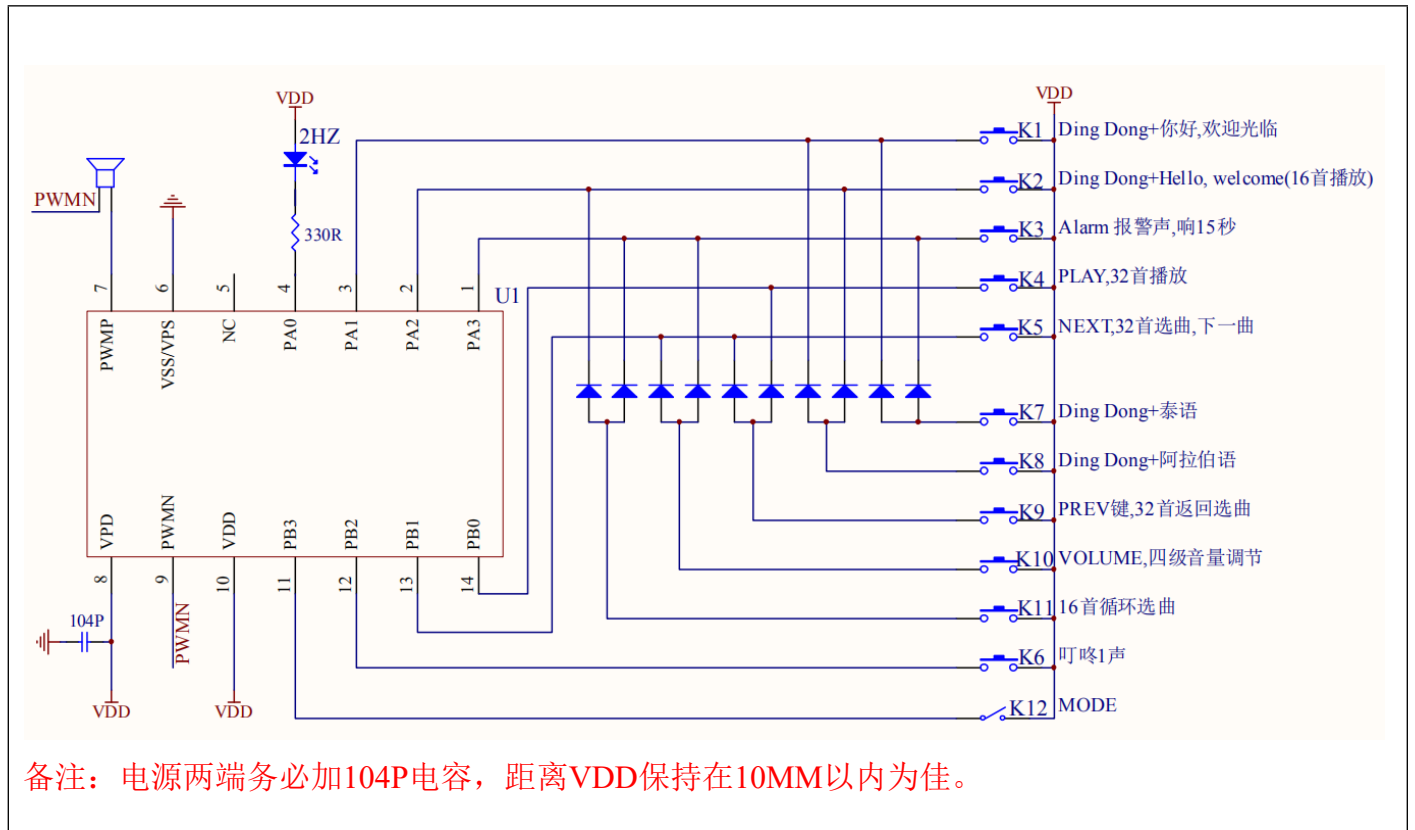 VDD
VDD
2HZ
K1 Ding Dong+你好,欢迎光临
K2 Ding Dong+Hello, welcome(16首播放)
PWMN
330R
K3 Alarm 报警声,响15秒
K4 PLAY,32首播放
7 6 5 4 3 2 1 U1
PWMP VSS/VPS NC PA0 PA1 PA2 PA3
K5 NEXT,32首选曲,下一曲
K7 Ding Dong+泰语
K8 Ding Dong+阿拉伯语
K9 PREV键,32首返回选曲
VPD PWMN VDD PB3 PB2 PB1 PB0
8 9 10 11 12 13 14
K10 VOLUME,四级音量调节
K11 16首循环选曲
104P
PWMN
K6 叮咚1声
VDD VDD
K12 MODE
备注：电源两端务必加104P电容，距离VDD保持在10MM以内为佳。